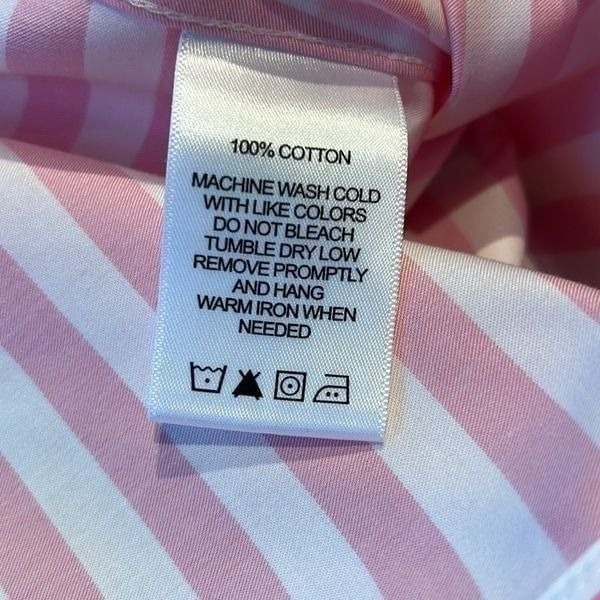 100% COTTON
MACHINE WASH COLD
WITH LIKE COLORS
DO NOT BLEACH
TUMBLE DRY LOW
REMOVE PROMPTLY
AND HANG
WARM IRON WHEN
NEEDED